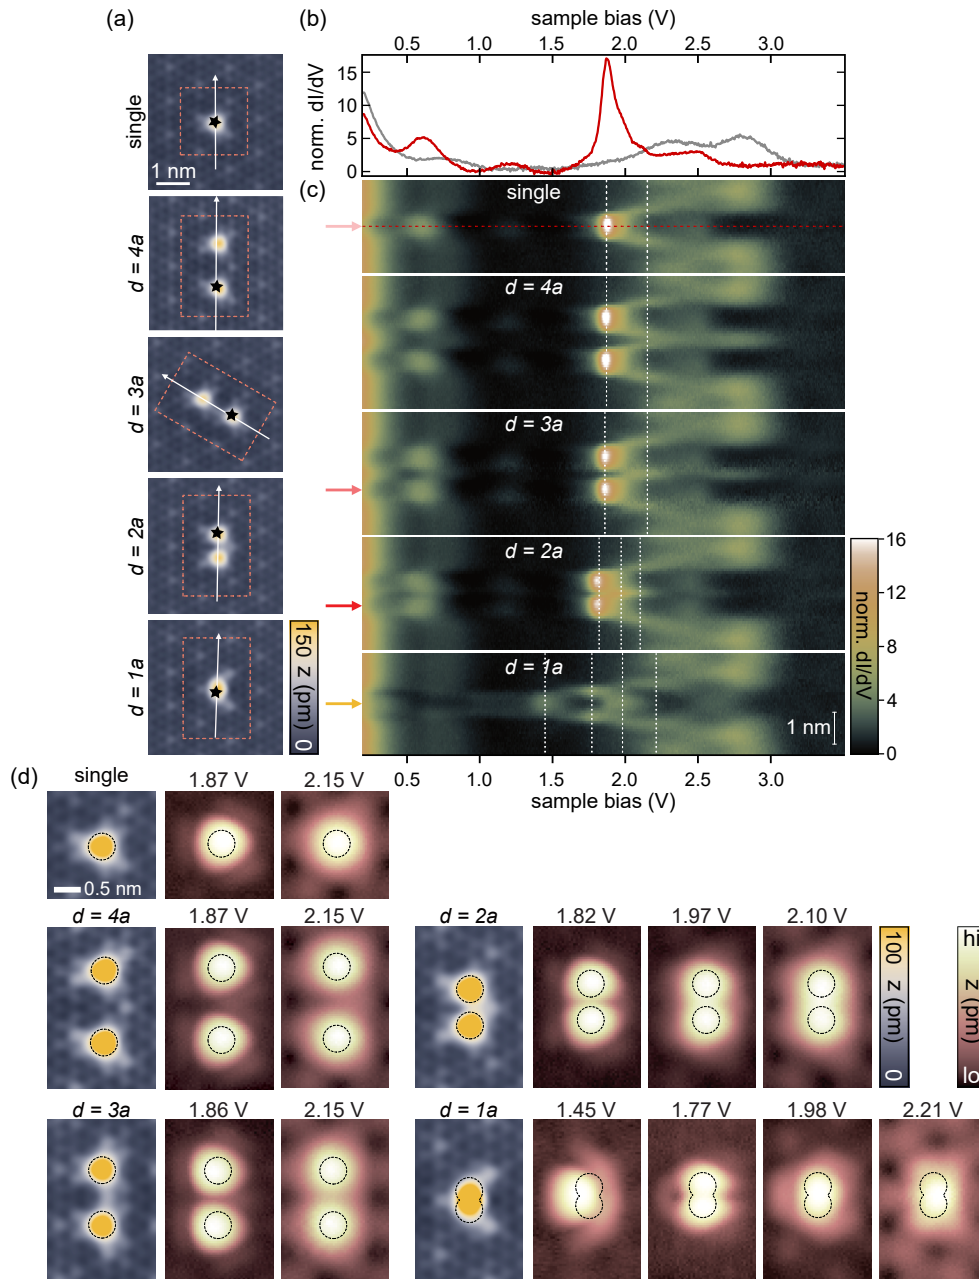 (a)
single
1 nm
d = 4a
d = 3a
d = 2a
d = 1a
150 z (pm) 0
(b)
sample bias (V)
0.5 1.0 1.5 2.0 2.5 3.0
norm. dI/dV
15
10
5
0
(c)
single
d = 4a
d = 3a
d = 2a
d = 1a
1 nm
16
12
8
4
0
norm. dI/dV
0.5 1.0 1.5 2.0 2.5 3.0
sample bias (V)
(d)
single 1.87 V 2.15 V
0.5 nm
d = 4a 1.87 V 2.15 V
d = 2a 1.82 V 1.97 V 2.10 V
100 z (pm) 0
hi z (pm) lo
d = 3a 1.86 V 2.15 V
d = 1a 1.45 V 1.77 V 1.98 V 2.21 V